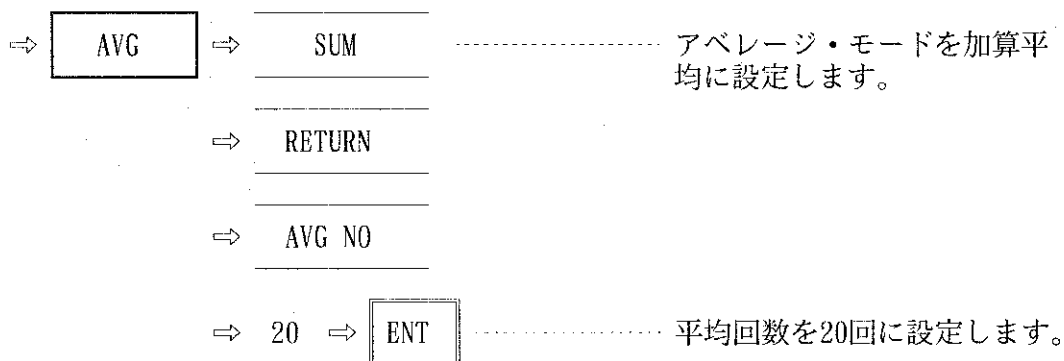 ⇨ AVG ⇨ SUM アベレージ・モードを加算平
均に設定します。
⇨ RETURN
⇨ AVG NO
⇨ 20 ⇨ ENT 平均回数を20回に設定します。